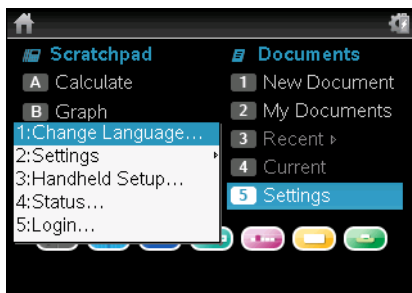 Scratchpad
A Calculate
B Graph
Documents
1 New Document
2 My Documents
3 Recent ▹
4 Current
5 Settings
1:Change Language...
2:Settings ▸
3:Handheld Setup...
4:Status...
5:Login...